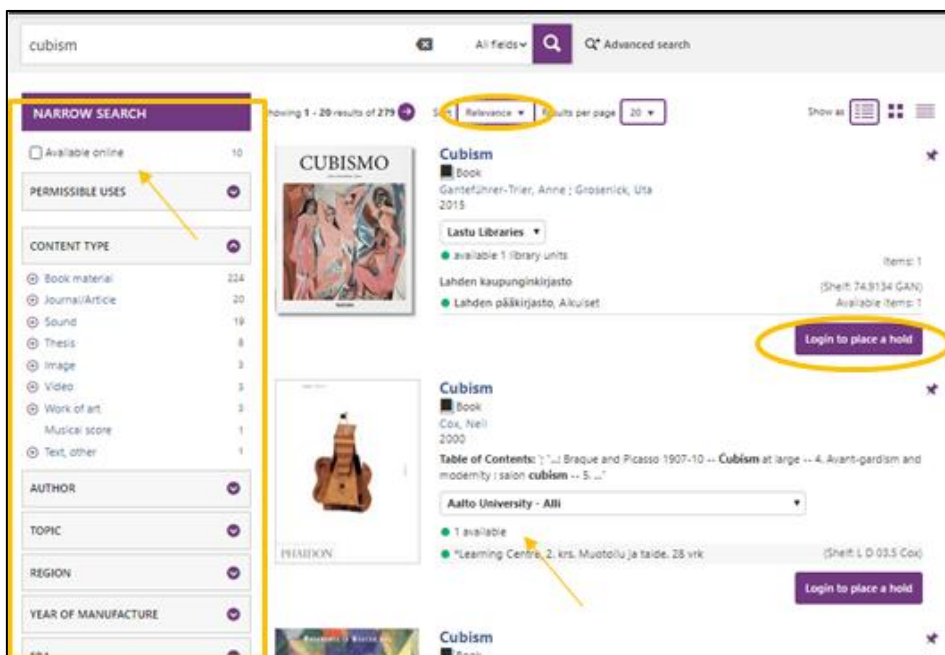 cubism
All fields
Advanced search
NARROW SEARCH
Available online 10
PERMISSIBLE USES
CONTENT TYPE
Book material 224
Journal/Article 20
Sound 19
Thesis 8
Image 3
Video 3
Work of art 3
Musical score 1
Text, other 1
AUTHOR
TOPIC
REGION
YEAR OF MANUFACTURE
ERA
howing 1 - 20 results of 279
Relevance
Results per page 20
Show as
CUBISMO
Cubism
Book
Ganteführer-Trier, Anne ; Grosenick, Uta
2015
Lastu Libraries
available 1 library units
Items: 1
Lahden kaupunginkirjasto
(Shelf: 74.9134 GAN)
Lahden pääkirjasto, Aikuiset
Available items: 1
Login to place a hold
PHAIDON
Cubism
Book
Cox, Neil
2000
Table of Contents: '; "...: Braque and Picasso 1907-10 -- Cubism at large -- 4. Avant-gardism and
modernity : salon cubism -- 5. ..."
Aalto University - Alli
1 available
*Learning Centre, 2. krs. Muotoilu ja taide. 28 vrk
(Shelf: L D 03.5 Cox)
Login to place a hold
Cubism
Book